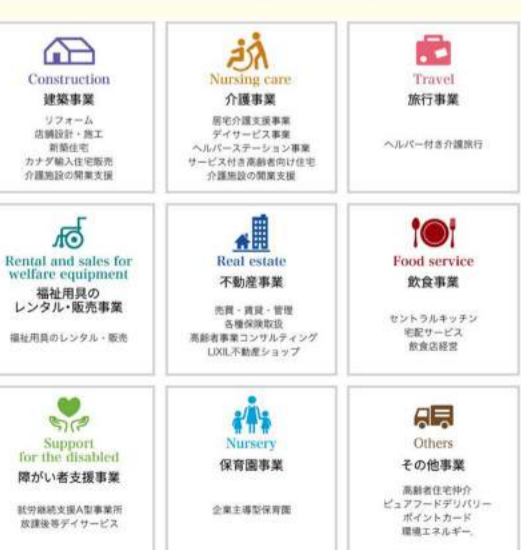 Construction
建築事業
リフォーム
店舗設計・施工
新築住宅
カナダ輸入住宅販売
介護施設の開業支援
Nursing care
介護事業
居宅介護支援事業
デイサービス事業
ヘルパーステーション事業
サービス付き高齢者向け住宅
介護施設の開業支援
Travel
旅行事業
ヘルパー付き介護旅行
Rental and sales for
welfare equipment
福祉用具の
レンタル・販売事業
福祉用具のレンタル・販売
Real estate
不動産事業
売買・賃貸・管理
各種保険取扱
高齢者事業コンサルティング
LIXIL不動産ショップ
Food service
飲食事業
セントラルキッチン
宅配サービス
飲食店経営
Support
for the disabled
障がい者支援事業
就労継続支援A型事業所
放課後等デイサービス
Nursery
保育園事業
企業主導型保育園
Others
その他事業
高齢者住宅仲介
ピュアフードデリバリー
ポイントカード
環境エネルギー.